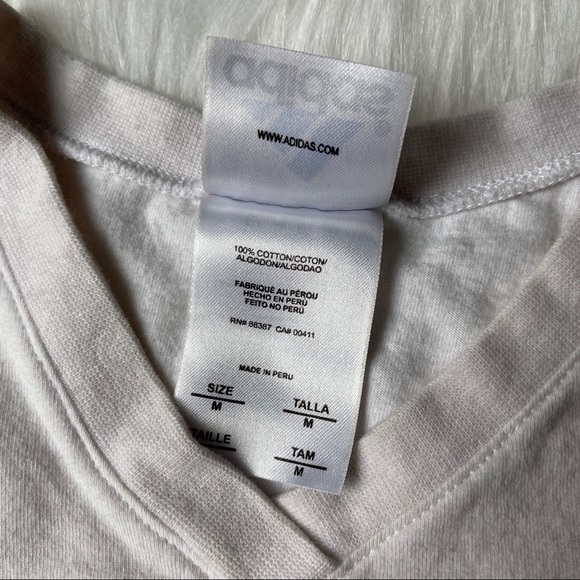 adidas
®
WWW.ADIDAS.COM
100% COTTON/COTON/
ALGODON/ALGODAO
FABRIQUÉ AU PÉROU
HECHO EN PERÚ
FEITO NO PERÚ
RN# 88387 CA# 00411
MADE IN PERU
SIZE TALLA
M M
TAILLE TAM
M M